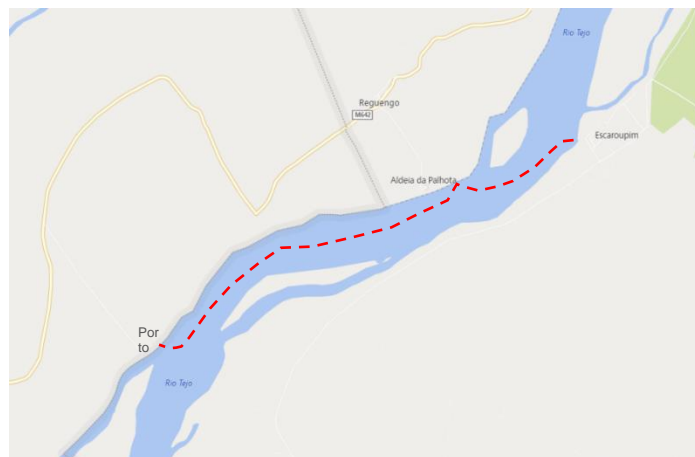 Rio Tejo
Reguengo
M642
Escaroupim
Aldeia da Palhota
Por
to
Rio Tejo